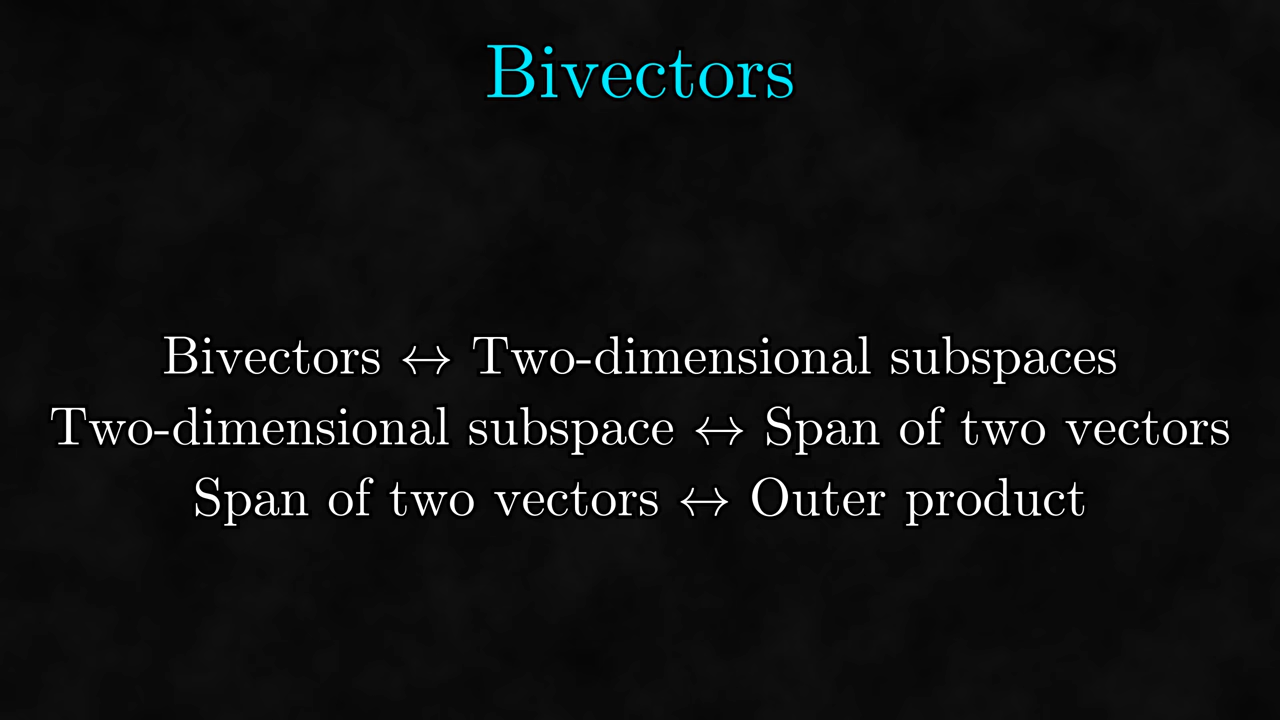 Bivectors
Bivectors ↔ Two-dimensional subspaces
Two-dimensional subspace ↔ Span of two vectors
Span of two vectors ↔ Outer product